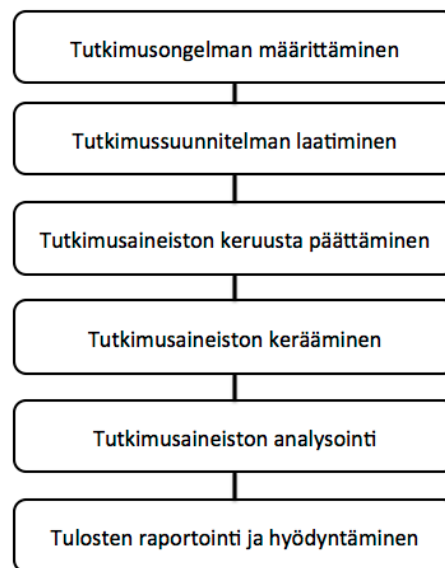 Tutkimusongelman määrittäminen
Tutkimussuunnitelman laatiminen
Tutkimusaineiston keruusta päättäminen
Tutkimusaineiston kerääminen
Tutkimusaineiston analysointi
Tulosten raportointi ja hyödyntäminen